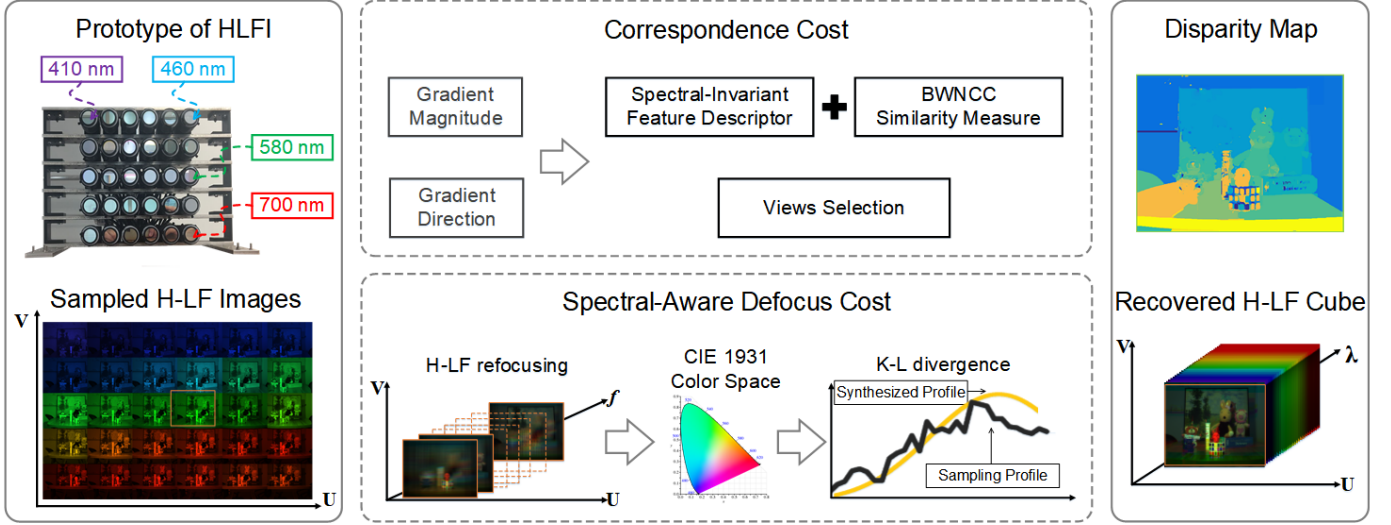 Prototype of HLFI
410 nm
460 nm
580 nm
700 nm
Sampled H-LF Images
V
U
Correspondence Cost
Gradient
Magnitude
Gradient
Direction
Spectral-Invariant
Feature Descriptor
+
BWNCC
Similarity Measure
Views Selection
Spectral-Aware Defocus Cost
H-LF refocusing
V
f
U
CIE 1931
Color Space
K-L divergence
Synthesized Profile
Sampling Profile
Disparity Map
Recovered H-LF Cube
V
λ
U